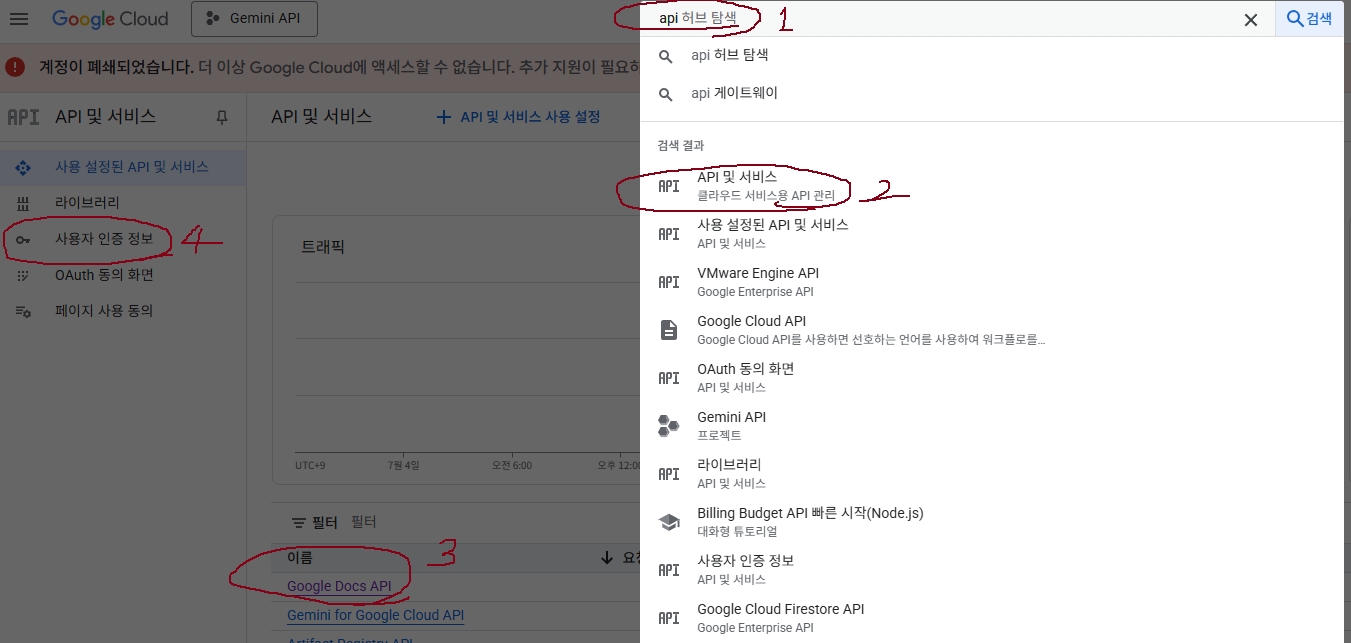 Google Cloud
Gemini API
api 허브 탐색
1
검색
계정이 폐쇄되었습니다. 더 이상 Google Cloud에 액세스할 수 없습니다. 추가 지원이 필요하
api 허브 탐색
api 게이트웨이
API API 및 서비스
API 및 서비스
API 및 서비스 사용 설정
사용 설정된 API 및 서비스
라이브러리
사용자 인증 정보
4
OAuth 동의 화면
페이지 사용 동의
트래픽
UTC+9
7월 4일
오전 6:00
오후 12:00
필터 필터
이름
요청
3
Google Docs API
Gemini for Google Cloud API
Artifact Registry API
검색 결과
API API 및 서비스
클라우드 서비스용 API 관리
2
API 사용 설정된 API 및 서비스
API 및 서비스
API VMware Engine API
Google Enterprise API
Google Cloud API
Google Cloud API를 사용하면 선호하는 언어를 사용하여 워크플로를...
API OAuth 동의 화면
API 및 서비스
Gemini API
프로젝트
API 라이브러리
API 및 서비스
Billing Budget API 빠른 시작(Node.js)
대화형 튜토리얼
API 사용자 인증 정보
API 및 서비스
API Google Cloud Firestore API
Google Enterprise API